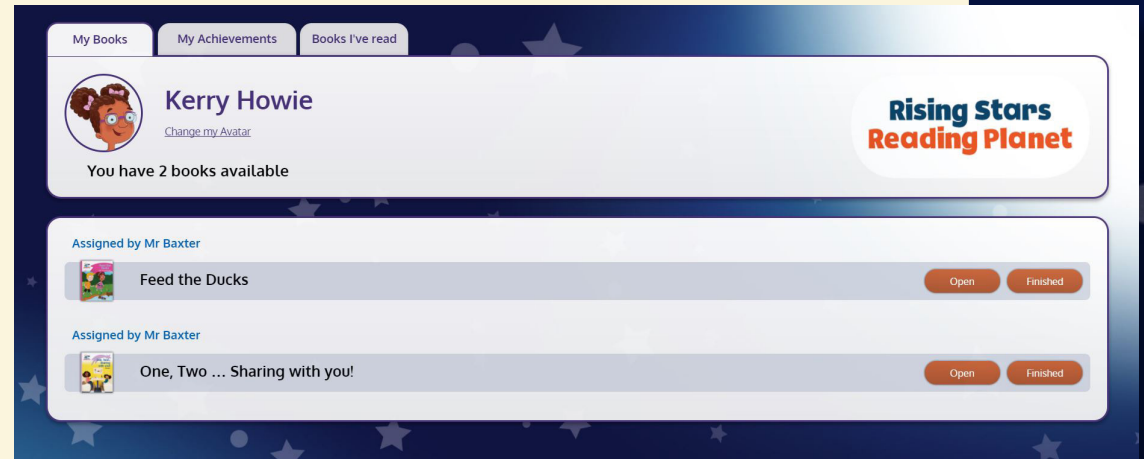 My Books My Achievements Books I've read
Kerry Howie
Change my Avatar
You have 2 books available
Rising Stars
Reading Planet
Assigned by Mr Baxter
Feed the Ducks Open Finished
Assigned by Mr Baxter
One, Two … Sharing with you! Open Finished